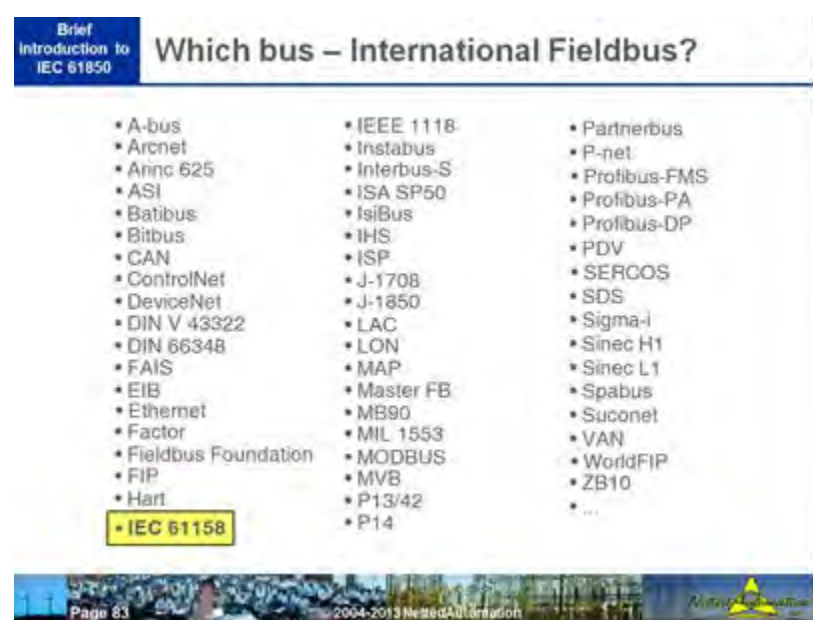 Brief
introduction to
IEC 61850
Which bus – International Fieldbus?
• A-bus
• Arcnet
• Arinc 625
• ASI
• Batibus
• Bitbus
• CAN
• ControlNet
• DeviceNet
• DIN V 43322
• DIN 66348
• FAIS
• EIB
• Ethernet
• Factor
• Fieldbus Foundation
• FIP
• Hart
• IEC 61158
• IEEE 1118
• Instabus
• Interbus-S
• ISA SP50
• IsiBus
• IHS
• ISP
• J-1708
• J-1850
• LAC
• LON
• MAP
• Master FB
• MB90
• MIL 1553
• MODBUS
• MVB
• P13/42
• P14
• Partnerbus
• P-net
• Profibus-FMS
• Profibus-PA
• Profibus-DP
• PDV
• SERCOS
• SDS
• Sigma-i
• Sinec H1
• Sinec L1
• Spabus
• Suconet
• VAN
• WorldFIP
• ZB10
• ...
Page 83
© 2004-2013 NettedAutomation
NettedAutomation